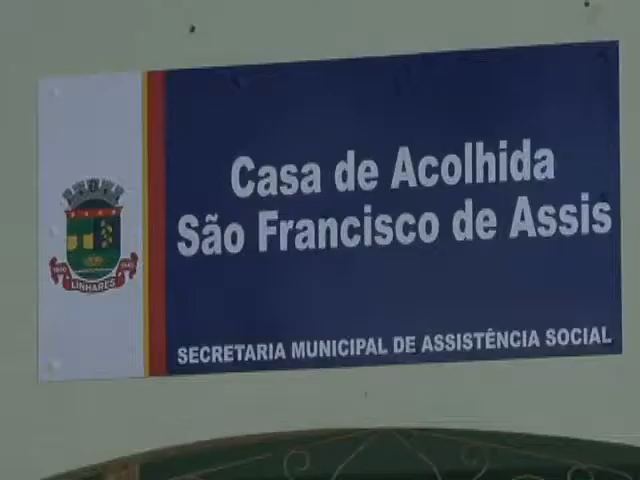 Casa de Acolhida
São Francisco de Assis
SECRETARIA MUNICIPAL DE ASSISTÊNCIA SOCIAL
LINHARES